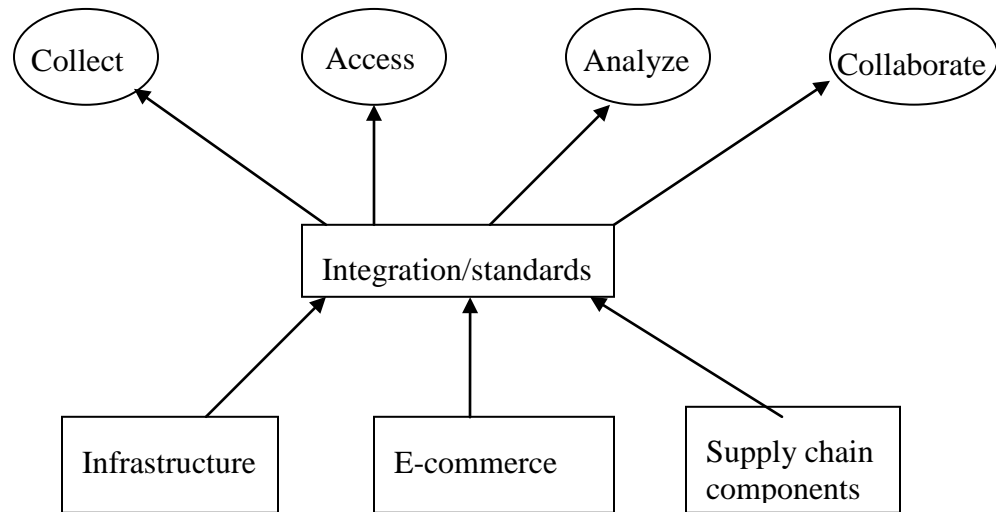 Collect
Access
Analyze
Collaborate
Integration/standards
Infrastructure
E-commerce
Supply chain
components